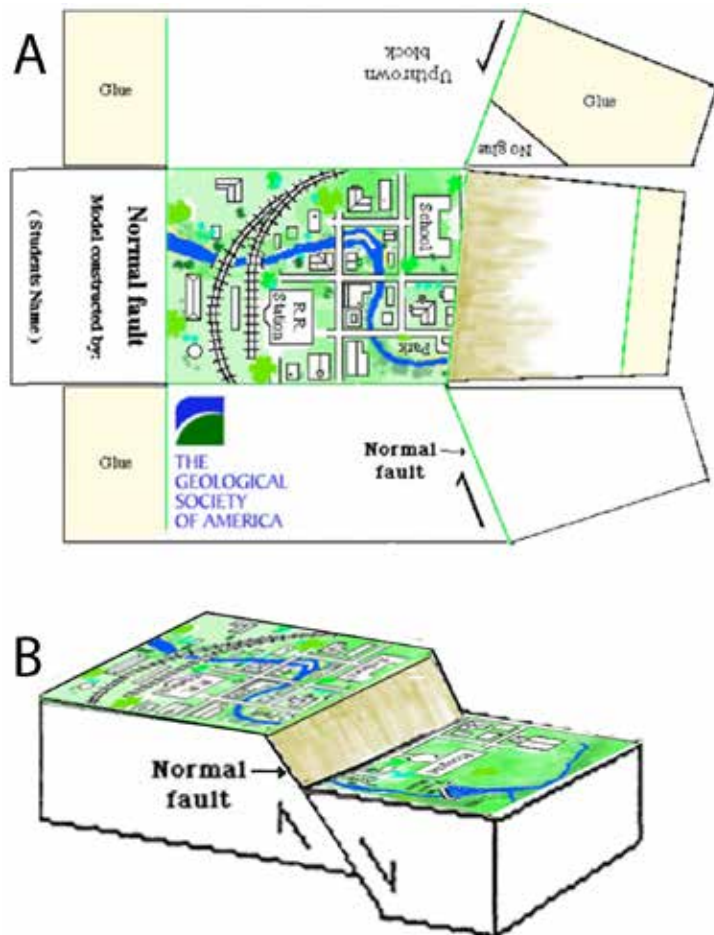 A
Glue
Upthrown
block
Glue
No glue
Normal fault
Model constructed by:
( Students Name )
School
R.R.
Station
Park
Glue
THE
GEOLOGICAL
SOCIETY
OF AMERICA
Normal
fault
B
Normal
fault